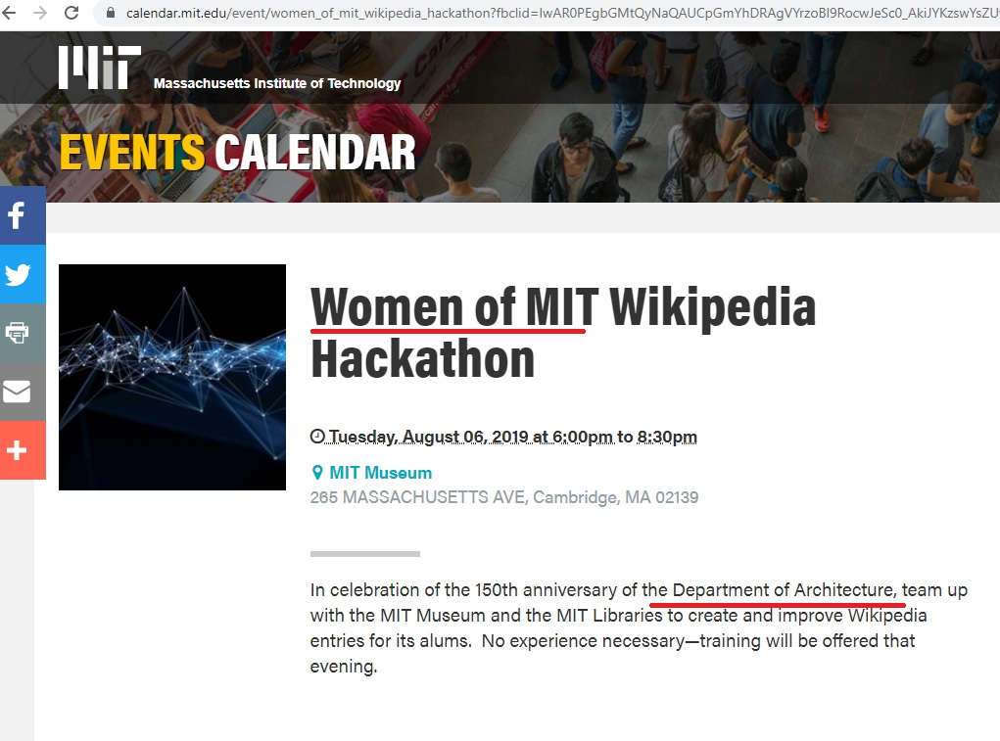 calendar.mit.edu/event/women_of_mit_wikipedia_hackathon?fbclid=IwAR0PEgbGMtQyNaQAUCpGmYhDRAgVYrzoBI9RocwJeSc0_AkiJYKzswYsZU
MIT
Massachusetts Institute of Technology
EVENTS CALENDAR
Women of MIT Wikipedia
Hackathon
Tuesday, August 06, 2019 at 6:00pm to 8:30pm
MIT Museum
265 MASSACHUSETTS AVE, Cambridge, MA 02139
In celebration of the 150th anniversary of the Department of Architecture, team up
with the MIT Museum and the MIT Libraries to create and improve Wikipedia
entries for its alums.  No experience necessary—training will be offered that
evening.